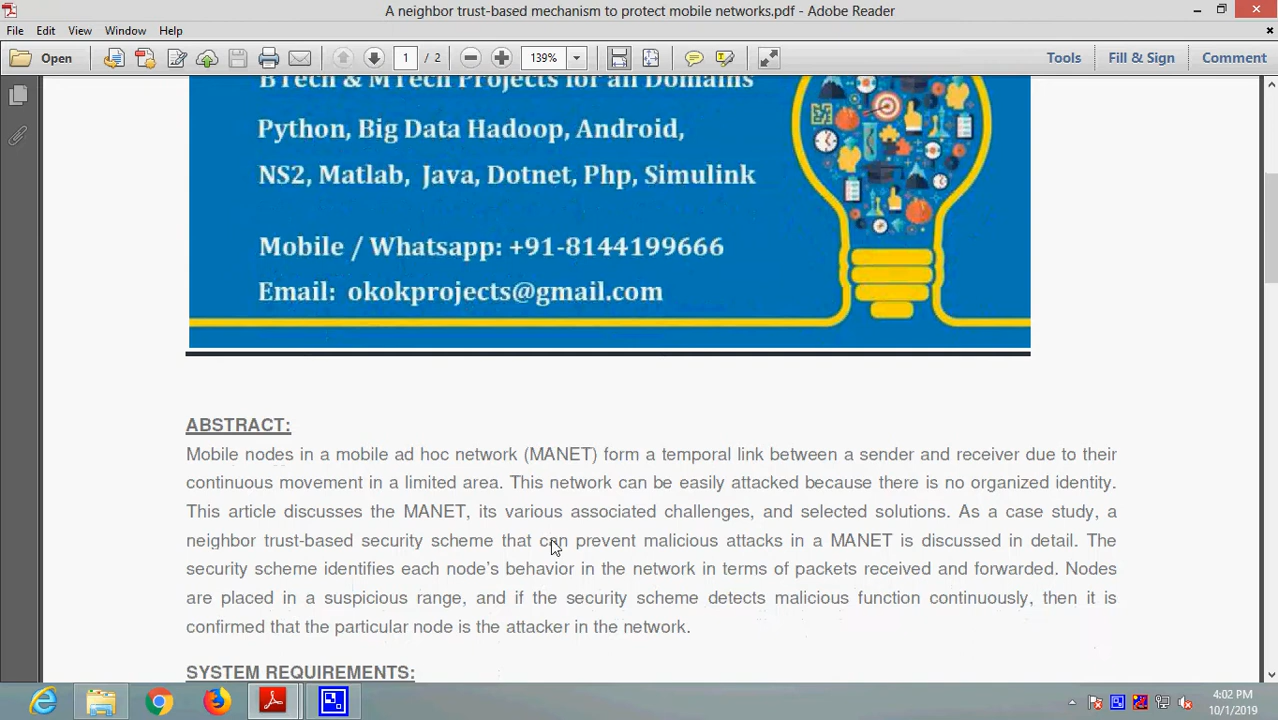 A neighbor trust-based mechanism to protect mobile networks.pdf - Adobe Reader
File Edit View Window Help
Open 1 / 2 139% Tools Fill & Sign Comment
BTech & MTech Projects for all Domains
Python, Big Data Hadoop, Android,
NS2, Matlab, Java, Dotnet, Php, Simulink
Mobile / Whatsapp: +91-8144199666
Email: okokprojects@gmail.com
ABSTRACT:
Mobile nodes in a mobile ad hoc network (MANET) form a temporal link between a sender and receiver due to their
continuous movement in a limited area. This network can be easily attacked because there is no organized identity.
This article discusses the MANET, its various associated challenges, and selected solutions. As a case study, a
neighbor trust-based security scheme that can prevent malicious attacks in a MANET is discussed in detail. The
security scheme identifies each node's behavior in the network in terms of packets received and forwarded. Nodes
are placed in a suspicious range, and if the security scheme detects malicious function continuously, then it is
confirmed that the particular node is the attacker in the network.
SYSTEM REQUIREMENTS:
4:02 PM
10/1/2019